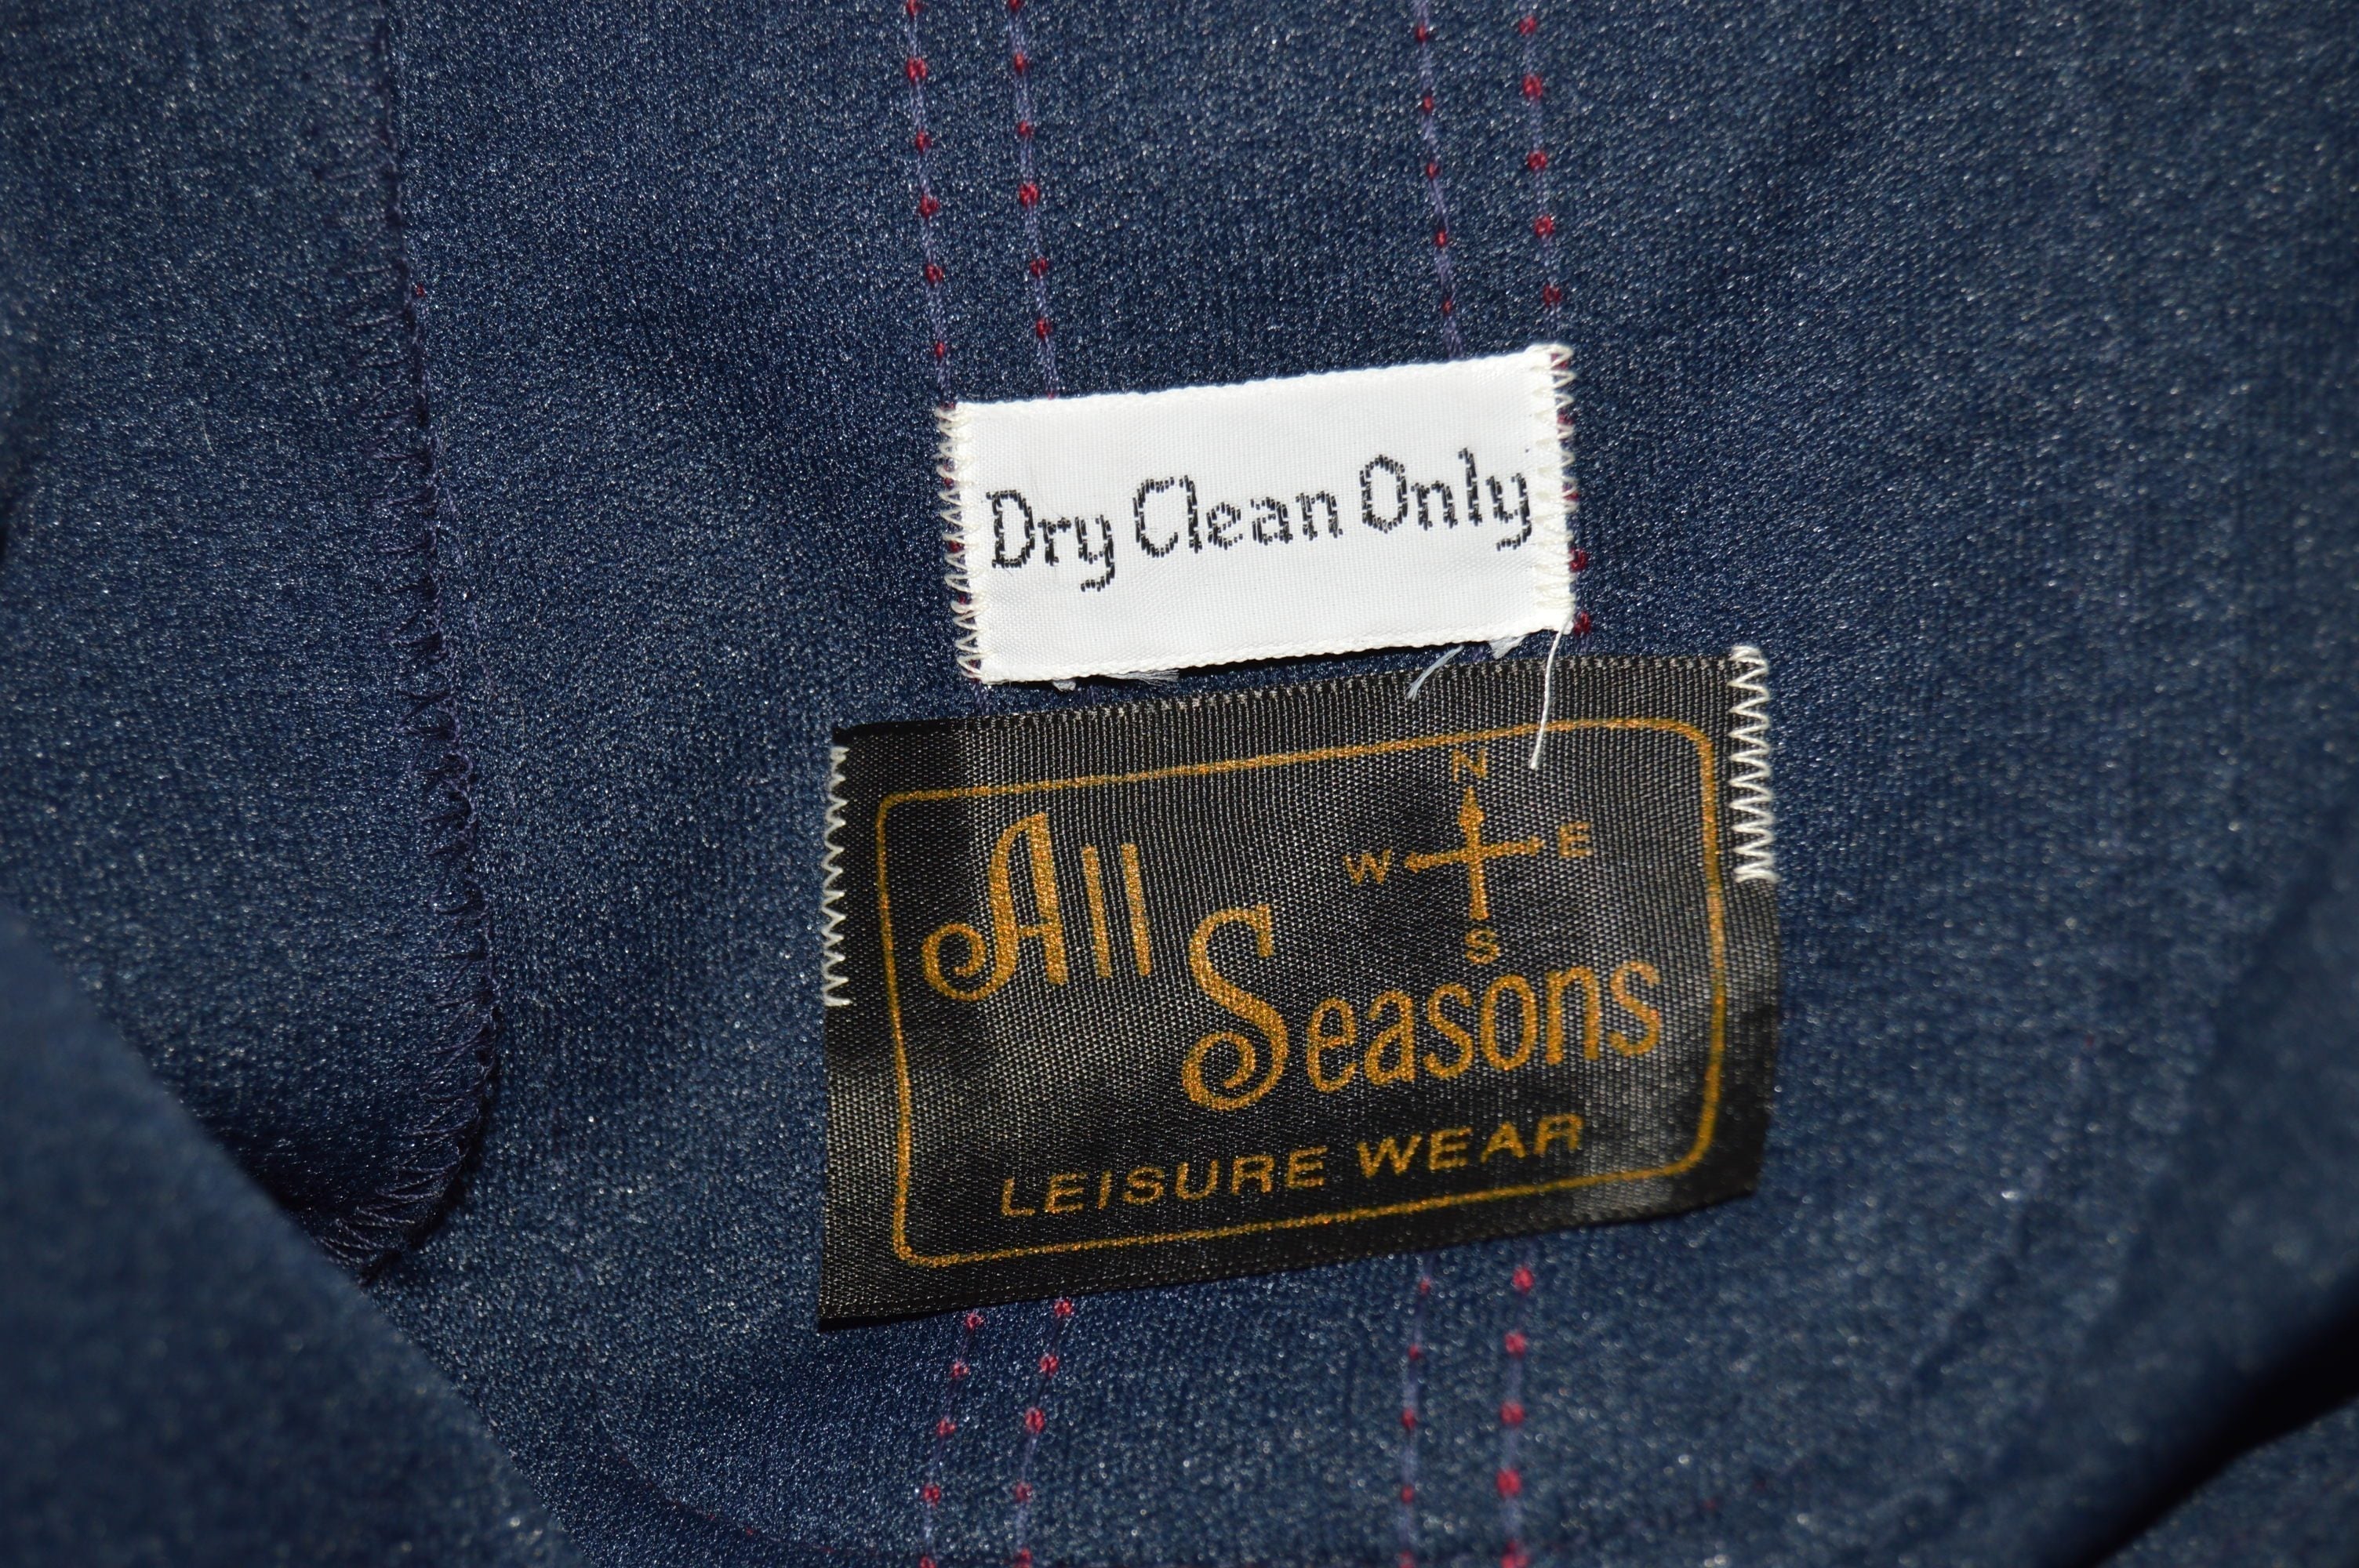 Dry Clean Only
N
W E
S
All
Seasons
LEISURE WEAR